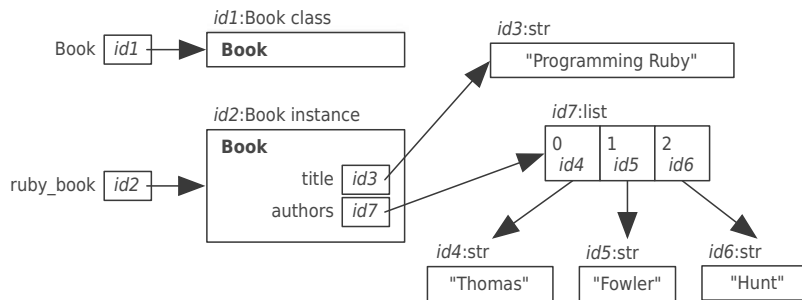 id1:Book class
Book id1
Book
id3:str
"Programming Ruby"
id2:Book instance
Book
ruby_book id2
title id3
authors id7
id7:list
0 1 2
id4 id5 id6
id4:str id5:str id6:str
"Thomas" "Fowler" "Hunt"